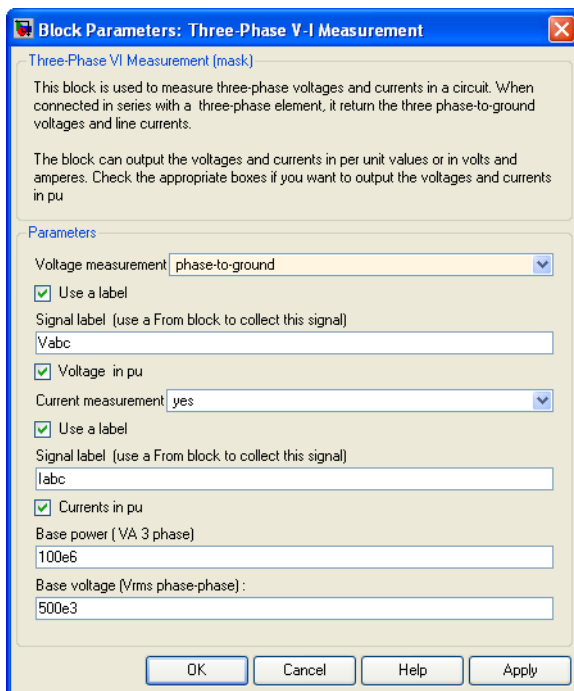 Block Parameters: Three-Phase V-I Measurement
Three-Phase VI Measurement (mask)
This block is used to measure three-phase voltages and currents in a circuit. When
connected in series with a three-phase element, it return the three phase-to-ground
voltages and line currents.
The block can output the voltages and currents in per unit values or in volts and
amperes. Check the appropriate boxes if you want to output the voltages and currents
in pu
Parameters
Voltage measurement phase-to-ground
Use a label
Signal label (use a From block to collect this signal)
Vabc
Voltage in pu
Current measurement yes
Use a label
Signal label (use a From block to collect this signal)
Iabc
Currents in pu
Base power ( VA 3 phase)
100e6
Base voltage (Vrms phase-phase) :
500e3
OK Cancel Help Apply